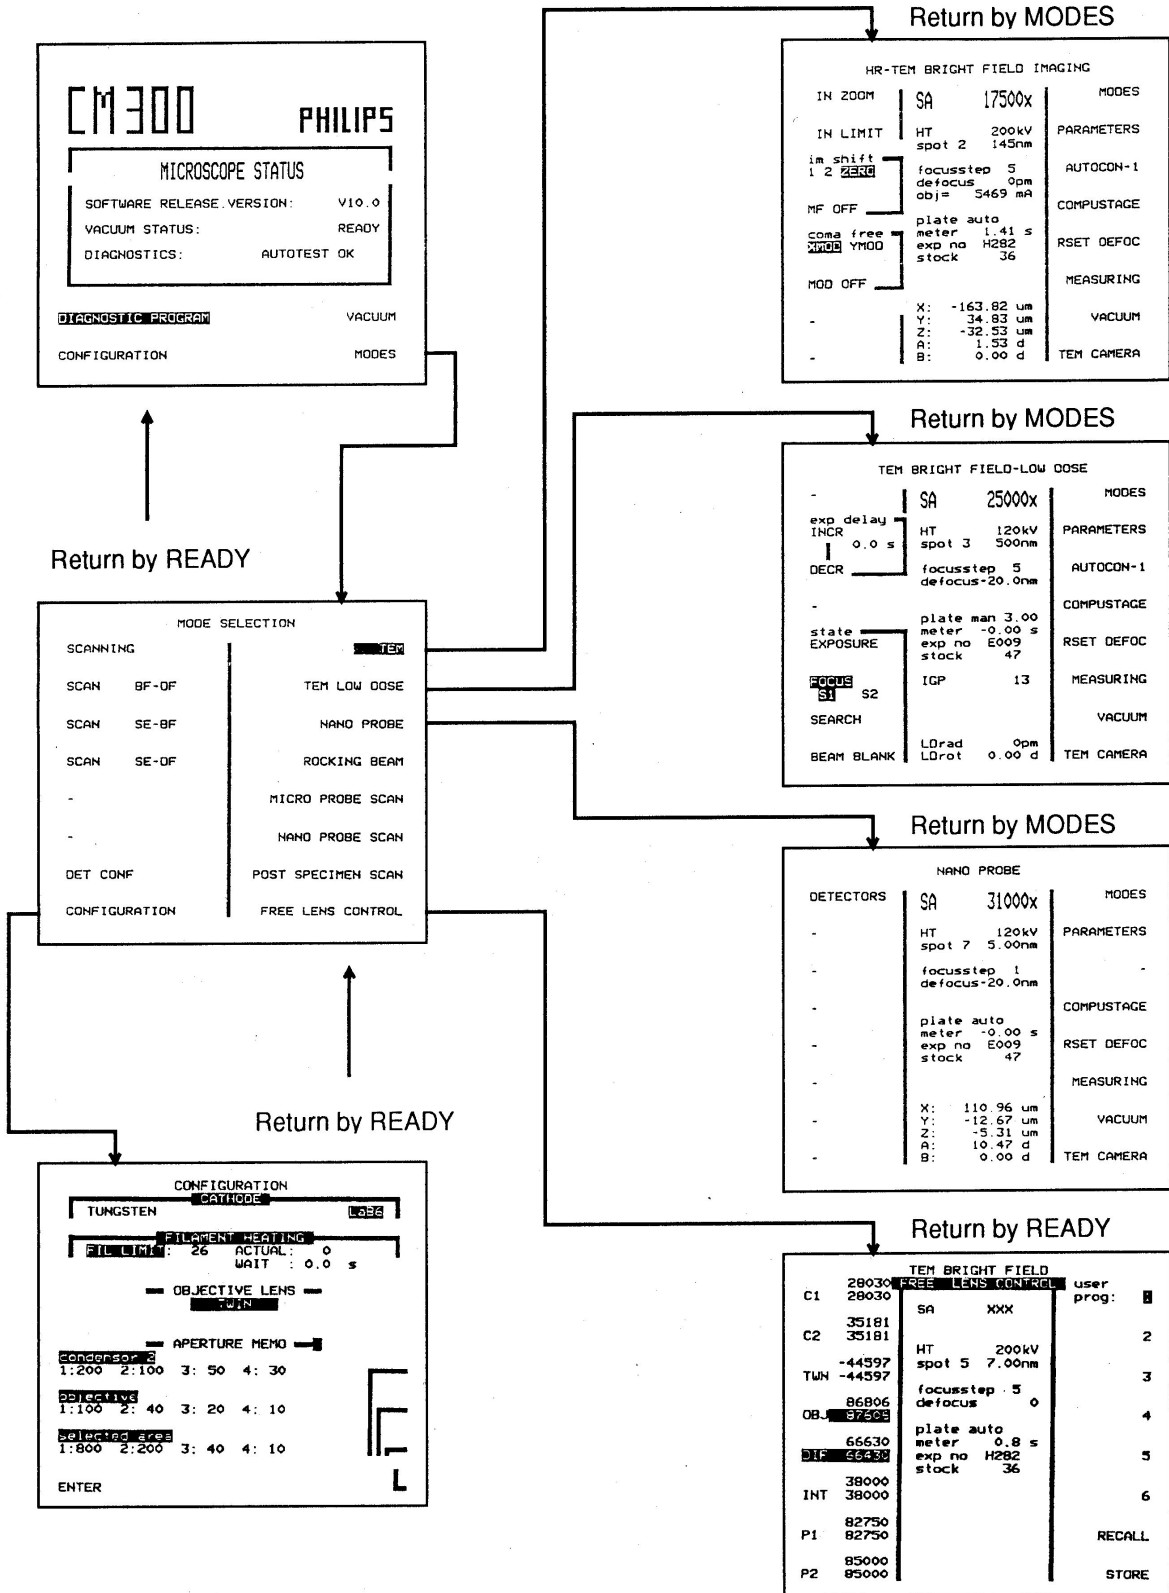 Return by MODES
CM300 PHILIPS
MICROSCOPE STATUS
SOFTWARE RELEASE.VERSION: V10.0
VACUUM STATUS: READY
DIAGNOSTICS: AUTOTEST OK
DIAGNOSTIC PROGRAM VACUUM
CONFIGURATION MODES
Return by READY
MODE SELECTION
SCANNING TEM
SCAN BF-DF TEM LOW DOSE
SCAN SE-BF NANO PROBE
SCAN SE-DF ROCKING BEAM
- MICRO PROBE SCAN
- NANO PROBE SCAN
DET CONF POST SPECIMEN SCAN
CONFIGURATION FREE LENS CONTROL
Return by READY
CONFIGURATION
CATHODE
TUNGSTEN LaB6
FILAMENT HEATING
FIL LIMIT: 26 ACTUAL: 0
WAIT : 0.0 s
OBJECTIVE LENS
TWIN
APERTURE MEMO
condensor 2
1:200 2:100 3: 50 4: 30
objective
1:100 2: 40 3: 20 4: 10
selected area
1:800 2:200 3: 40 4: 10
ENTER
HR-TEM BRIGHT FIELD IMAGING
IN ZOOM SA 17500x MODES
IN LIMIT HT 200kV PARAMETERS
spot 2 145nm
im shift
1 2 ZERO focusstep 5 AUTOCON-1
defocus 0pm
obj= 5469 mA
MF OFF COMPUSTAGE
plate auto
coma free meter 1.41 s
XMOD YMOD exp no H282 RSET DEFOC
stock 36
MOD OFF MEASURING
X: -163.82 um
- Y: 34.83 um VACUUM
Z: -32.53 um
A: 1.53 d
- B: 0.00 d TEM CAMERA
Return by MODES
TEM BRIGHT FIELD-LOW DOSE
- SA 25000x MODES
exp delay
INCR HT 120kV PARAMETERS
0.0 s spot 3 500nm
DECR focusstep 5 AUTOCON-1
defocus-20.0nm
- COMPUSTAGE
plate man 3.00
state meter -0.00 s
EXPOSURE exp no E009 RSET DEFOC
stock 47
FOCUS IGP 13 MEASURING
S1 S2
SEARCH VACUUM
LDrad 0pm
BEAM BLANK LDrot 0.00 d TEM CAMERA
Return by MODES
NANO PROBE
DETECTORS SA 31000x MODES
- HT 120kV PARAMETERS
spot 7 5.00nm
- focusstep 1 -
defocus-20.0nm
- COMPUSTAGE
plate auto
meter -0.00 s
- exp no E009 RSET DEFOC
stock 47
- MEASURING
X: 110.96 um
- Y: -12.67 um VACUUM
Z: -5.31 um
A: 10.47 d
- B: 0.00 d TEM CAMERA
Return by READY
TEM BRIGHT FIELD
28030 FREE LENS CONTROL user
C1 28030 prog: 1
SA XXX
35181
C2 35181 2
HT 200kV
-44597 spot 5 7.00nm
TWN -44597 3
focusstep 5
86806 defocus 0
OBJ 87609 4
plate auto
66630 meter 0.8 s
DIF 66430 exp no H282 5
stock 36
38000
INT 38000 6
82750
P1 82750 RECALL
85000
P2 85000 STORE